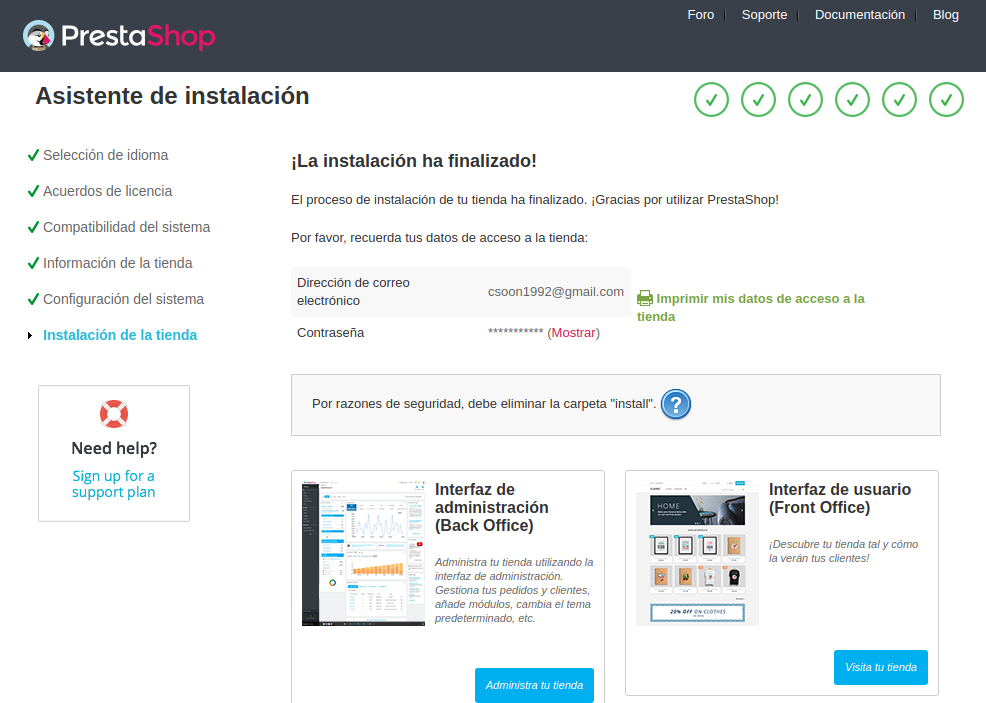 Foro
Soporte
Documentación
Blog
PrestaShop
Asistente de instalación
Selección de idioma
Acuerdos de licencia
Compatibilidad del sistema
Información de la tienda
Configuración del sistema
Instalación de la tienda
Need help?
Sign up for a
support plan
¡La instalación ha finalizado!
El proceso de instalación de tu tienda ha finalizado. ¡Gracias por utilizar PrestaShop!
Por favor, recuerda tus datos de acceso a la tienda:
Dirección de correo
electrónico
csoon1992@gmail.com
Contraseña
*********** (Mostrar)
Imprimir mis datos de acceso a la
tienda
Por razones de seguridad, debe eliminar la carpeta "install". ?
Interfaz de
administración
(Back Office)
Administra tu tienda utilizando la
interfaz de administración.
Gestiona tus pedidos y clientes,
añade módulos, cambia el tema
predeterminado, etc.
Administra tu tienda
HOME
20% OFF ON CLOTHES
Interfaz de usuario
(Front Office)
¡Descubre tu tienda tal y cómo
la verán tus clientes!
Visita tu tienda